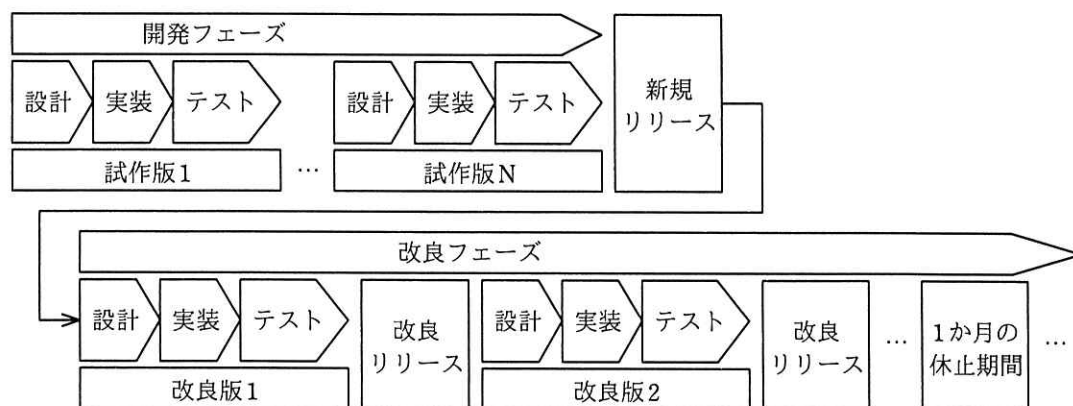 開発フェーズ
設計
実装
テスト
…
設計
実装
テスト
試作版1
試作版N
新規
リリース
改良フェーズ
設計
実装
テスト
改良版1
改良
リリース
設計
実装
テスト
改良版2
改良
リリース
…
1か月の
休止期間
…